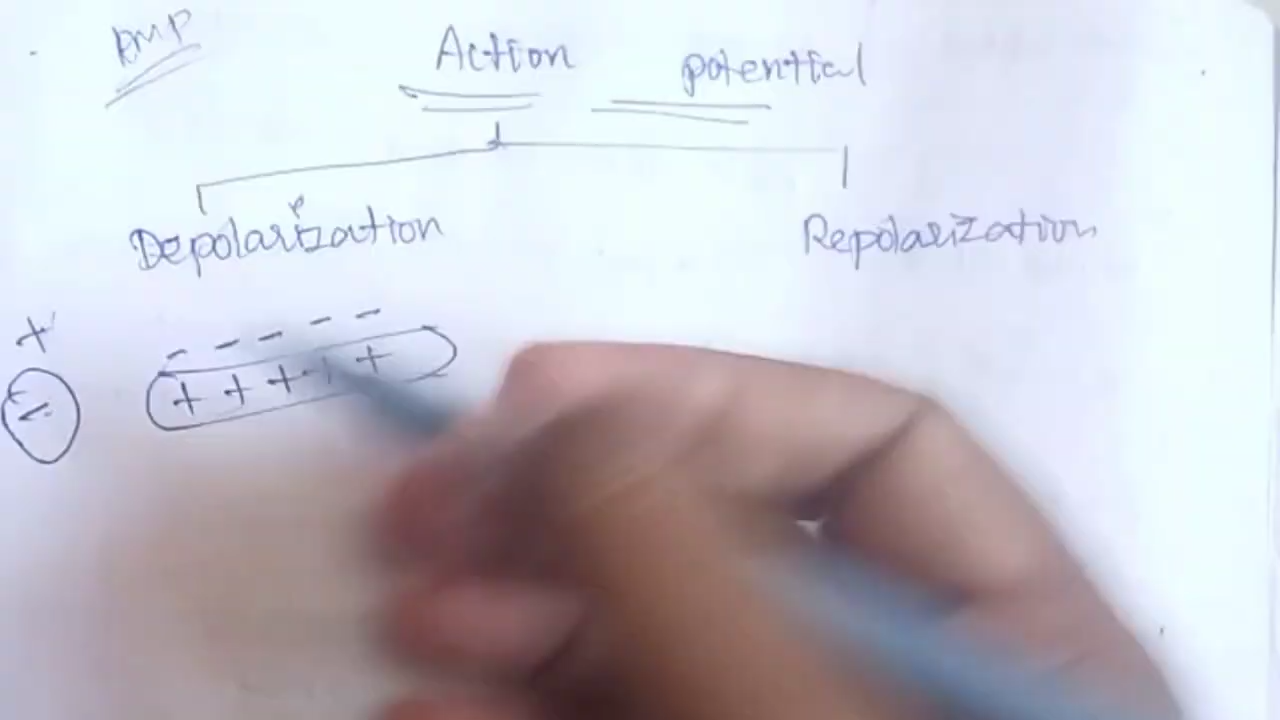 RMP
Action potential
Depolarization
Repolarization
+
- - - - -
+ + + + +
-